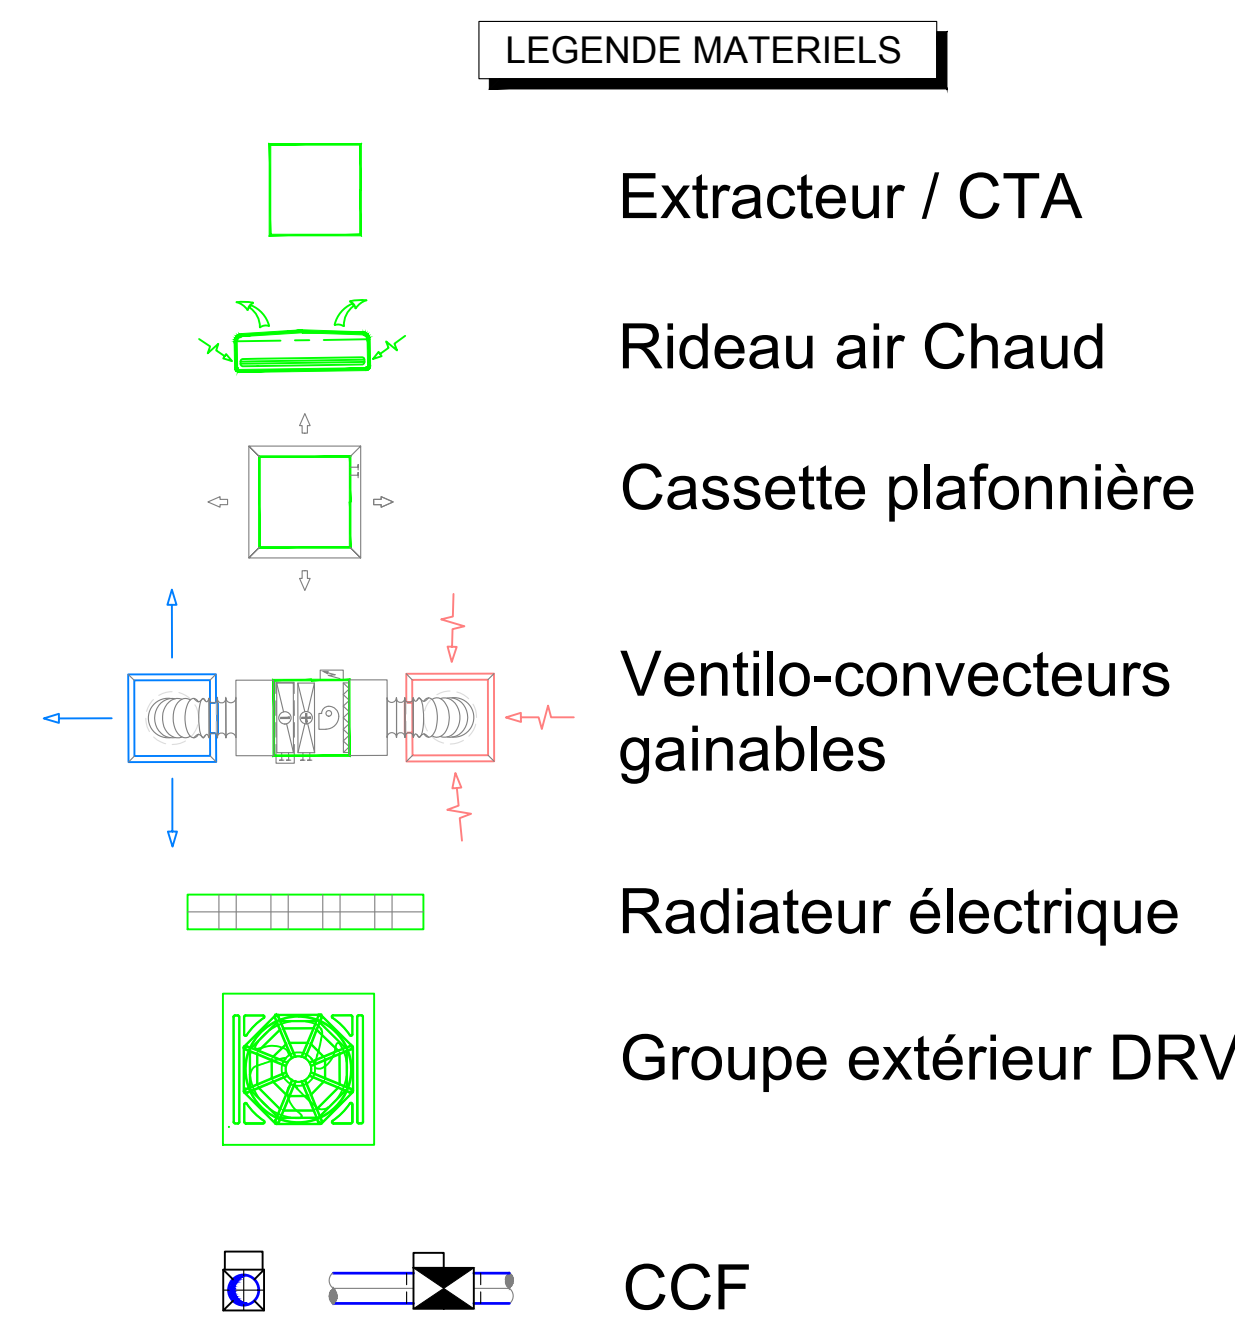 LEGENDE MATERIELS
Extracteur / CTA
Rideau air Chaud
Cassette plafonnière
Ventilo-convecteurs
gainables
Radiateur électrique
Groupe extérieur DRV
CCF